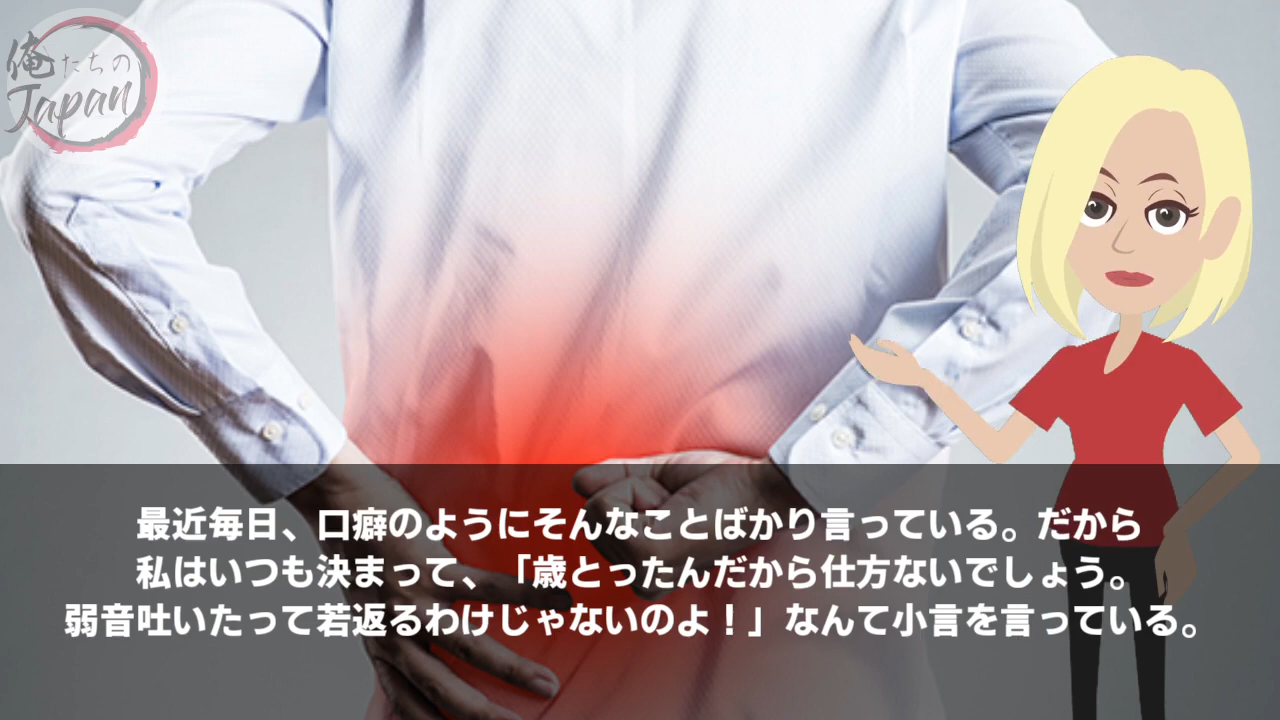 俺たちの
Japan
最近毎日、口癖のようにそんなことばかり言っている。だから
私はいつも決まって、「歳とったんだから仕方ないでしょう。
弱音吐いたって若返るわけじゃないのよ！」なんて小言を言っている。